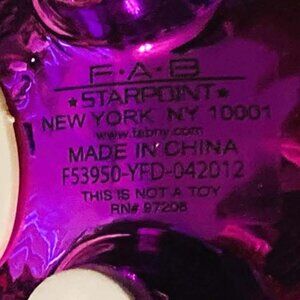 F·A·B
★STARPOINT★
NEW YORK NY 10001
www.fabny.com
MADE IN CHINA
F53950-YFD-042012
THIS IS NOT A TOY
RN# 97208